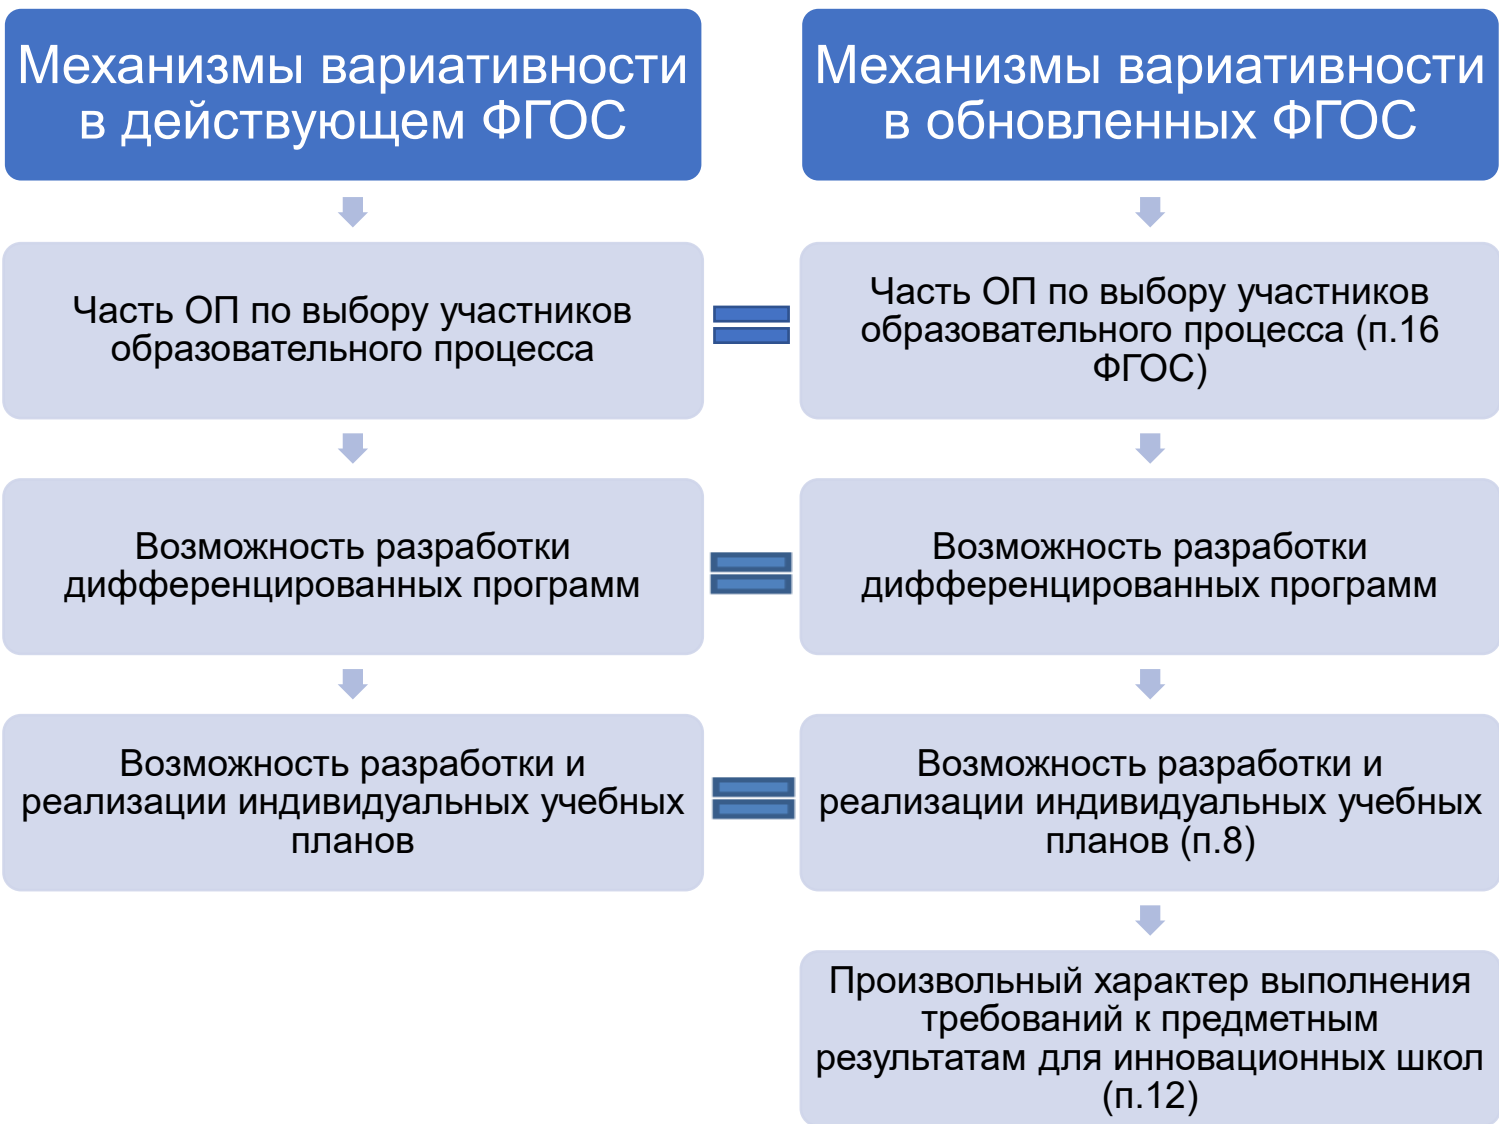 Механизмы вариативности
в действующем ФГОС
Часть ОП по выбору участников
образовательного процесса
Возможность разработки
дифференцированных программ
Возможность разработки и
реализации индивидуальных учебных
планов
Механизмы вариативности
в обновленных ФГОС
Часть ОП по выбору участников
образовательного процесса (п.16
ФГОС)
Возможность разработки
дифференцированных программ
Возможность разработки и
реализации индивидуальных учебных
планов (п.8)
Произвольный характер выполнения
требований к предметным
результатам для инновационных школ
(п.12)